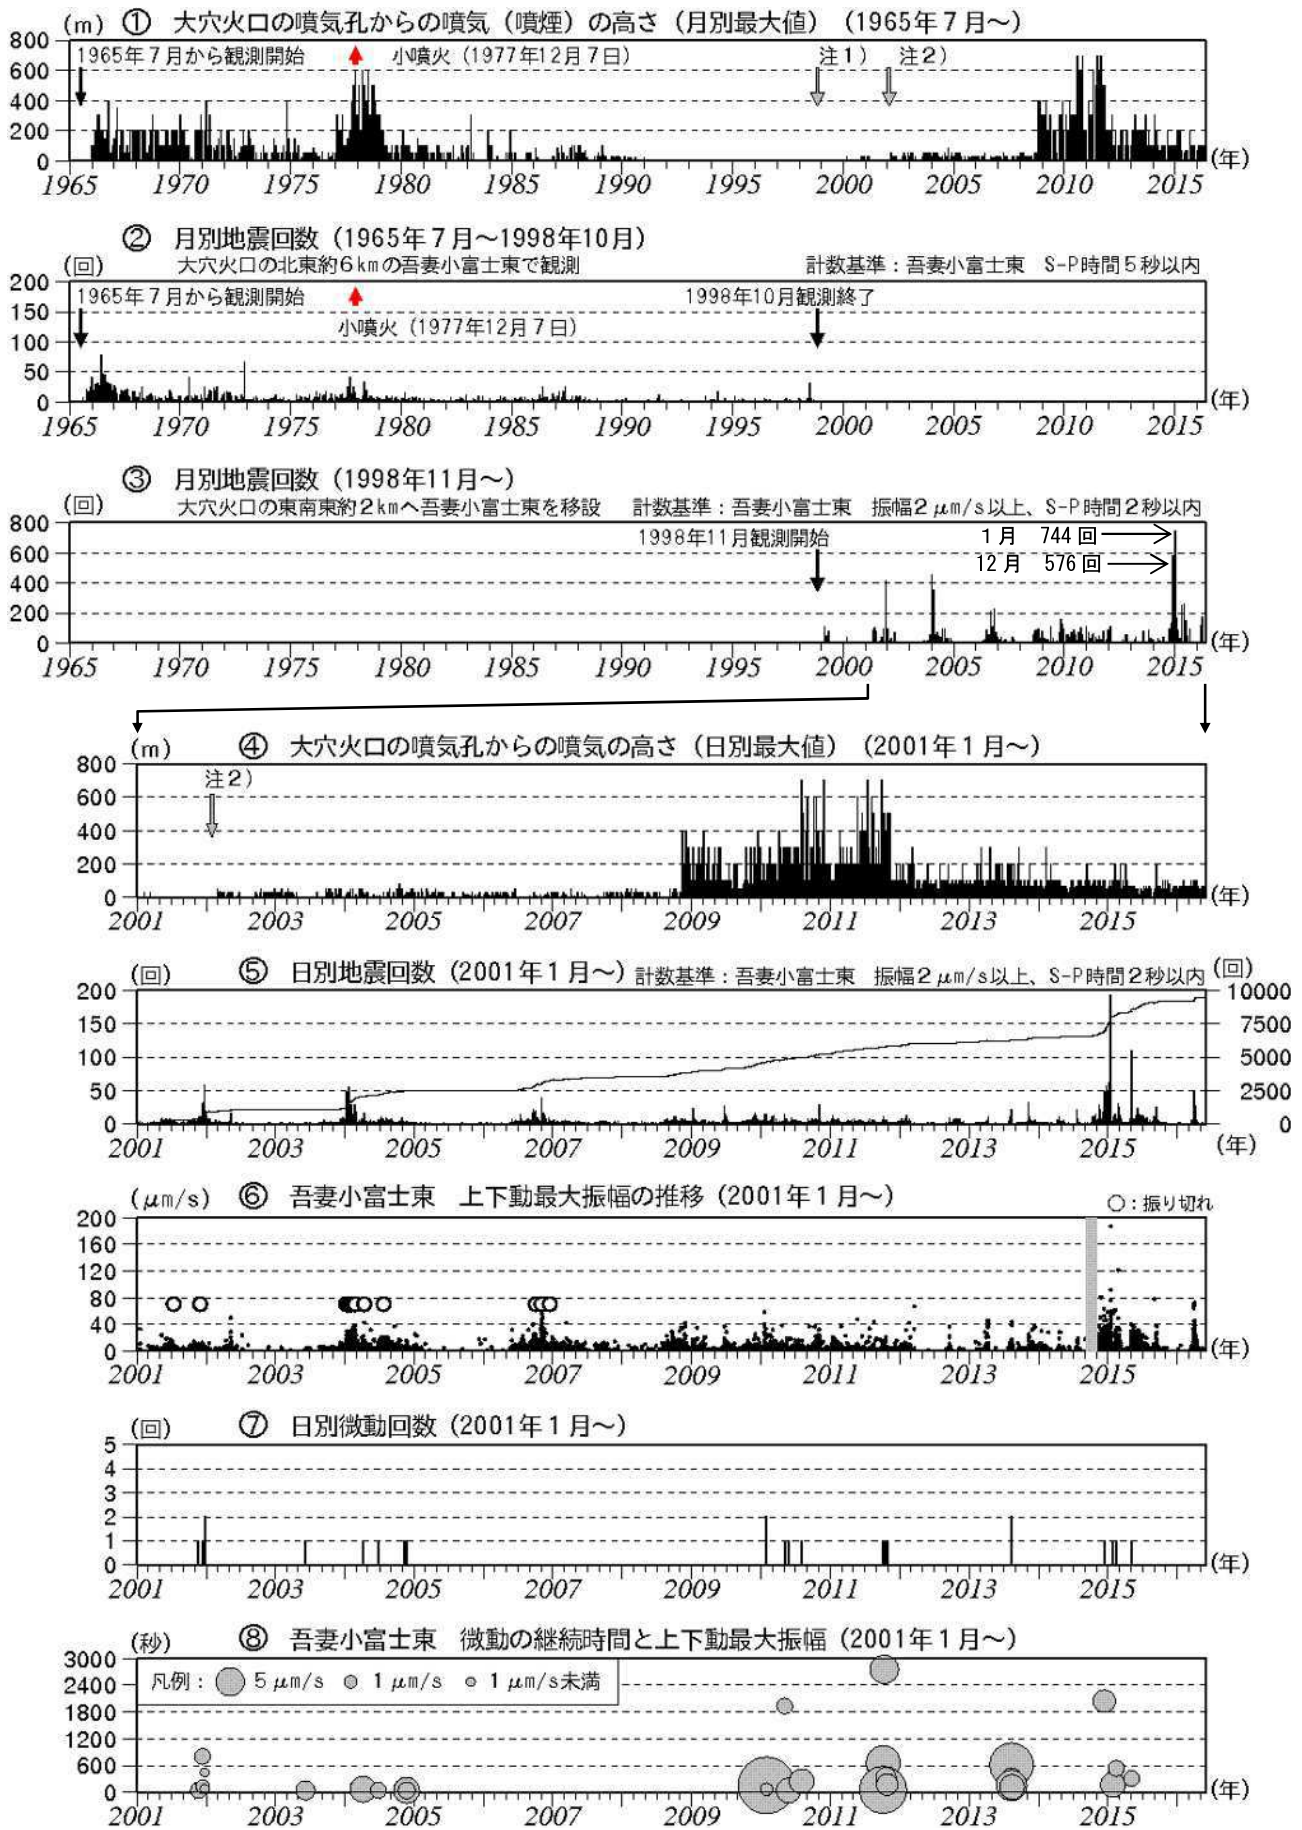 (m) ① 大穴火口の噴気孔からの噴気（噴煙）の高さ（月別最大値）（1965年７月～）
800
600
400
200
0
1965年７月から観測開始
小噴火（1977年12月７日）
注１） 注２）
1965 1970 1975 1980 1985 1990 1995 2000 2005 2010 2015 (年)
② 月別地震回数（1965年７月～1998年10月）
(回) 大穴火口の北東約６kmの吾妻小富士東で観測 計数基準：吾妻小富士東 S-P時間５秒以内
200
150
100
50
0
1965年７月から観測開始
小噴火（1977年12月７日）
1998年10月観測終了
1965 1970 1975 1980 1985 1990 1995 2000 2005 2010 2015 (年)
③ 月別地震回数（1998年11月～）
(回) 大穴火口の東南東約２kmへ吾妻小富士東を移設 計数基準：吾妻小富士東 振幅２μm/s以上、S-P時間２秒以内
800
600
400
200
0
1998年11月観測開始
1月 744回
12月 576回
1965 1970 1975 1980 1985 1990 1995 2000 2005 2010 2015 (年)
(m) ④ 大穴火口の噴気孔からの噴気の高さ（日別最大値）（2001年１月～）
800
600
400
200
0
注２）
2001 2003 2005 2007 2009 2011 2013 2015 (年)
(回) ⑤ 日別地震回数（2001年１月～）計数基準：吾妻小富士東 振幅２μm/s以上、S-P時間２秒以内 (回)
200 10000
150 7500
100 5000
50 2500
0 0
2001 2003 2005 2007 2009 2011 2013 2015 (年)
(μm/s) ⑥ 吾妻小富士東 上下動最大振幅の推移（2001年１月～） ○：振り切れ
200
160
120
80
40
0
2001 2003 2005 2007 2009 2011 2013 2015 (年)
(回) ⑦ 日別微動回数（2001年１月～）
5
4
3
2
1
0
2001 2003 2005 2007 2009 2011 2013 2015 (年)
(秒) ⑧ 吾妻小富士東 微動の継続時間と上下動最大振幅（2001年１月～）
3000
2400
1800
1200
600
0
凡例： 5 μm/s 1 μm/s 1 μm/s未満
2001 2003 2005 2007 2009 2011 2013 2015 (年)